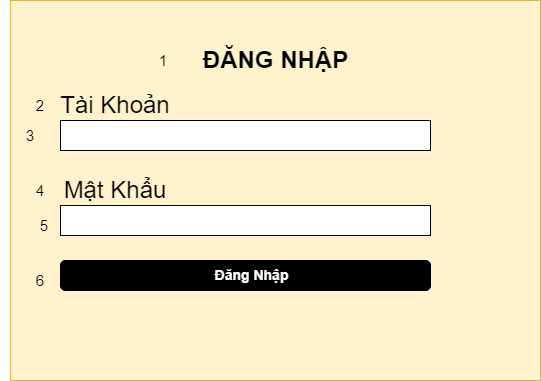 1 ĐĂNG NHẬP
2 Tài Khoản
3
4 Mật Khẩu
5
6 Đăng Nhập